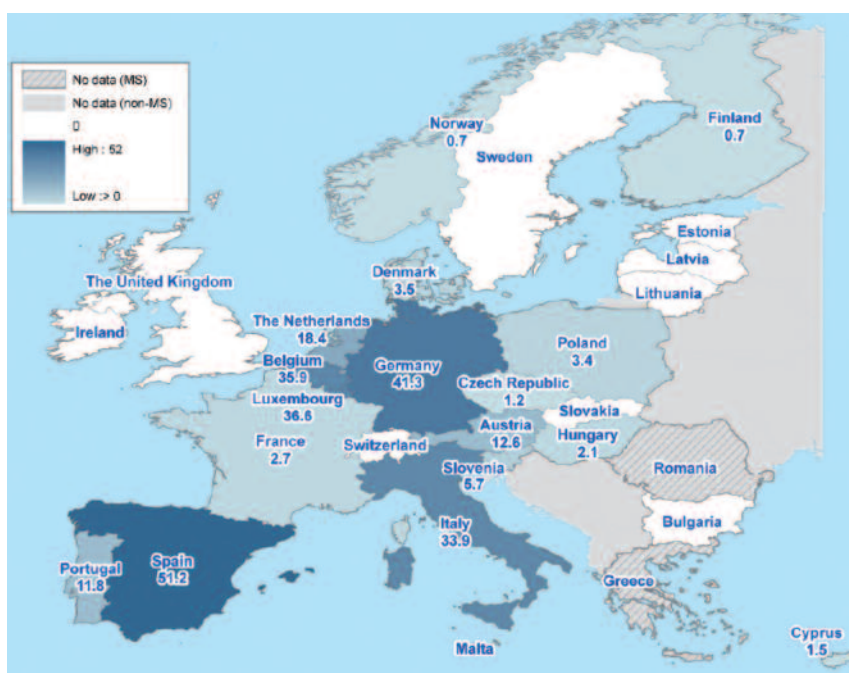 No data (MS)
No data (non-MS)
0
High : 52
Low :> 0
Norway
0.7
Finland
0.7
Sweden
Estonia
Latvia
Lithuania
The United Kingdom
Ireland
Denmark
3.5
The Netherlands
18.4
Belgium
35.9
Germany
41.3
Poland
3.4
Czech Republic
1.2
Luxembourg
36.6
Slovakia
Austria
12.6
Hungary
2.1
France
2.7
Switzerland
Slovenia
5.7
Romania
Italy
33.9
Bulgaria
Portugal
11.8
Spain
51.2
Greece
Malta
Cyprus
1.5